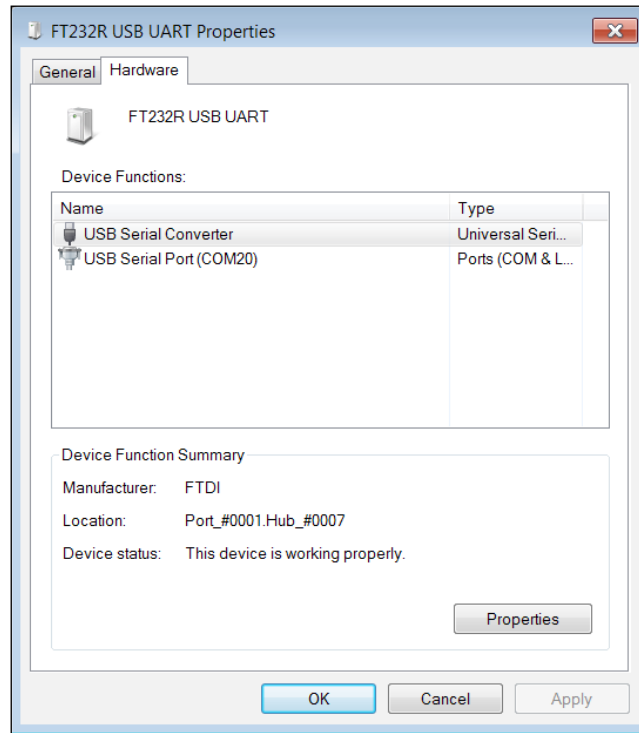 FT232R USB UART Properties
General Hardware
FT232R USB UART
Device Functions:
Name Type
USB Serial Converter Universal Seri...
USB Serial Port (COM20) Ports (COM & L...
Device Function Summary
Manufacturer: FTDI
Location: Port_#0001.Hub_#0007
Device status: This device is working properly.
Properties
OK Cancel Apply